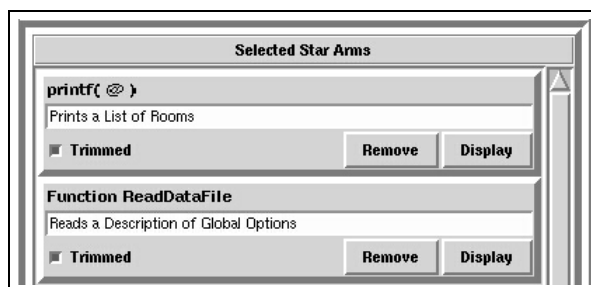 Selected Star Arms
printf( @ )
Prints a List of Rooms
Trimmed Remove Display
Function ReadDataFile
Reads a Description of Global Options
Trimmed Remove Display